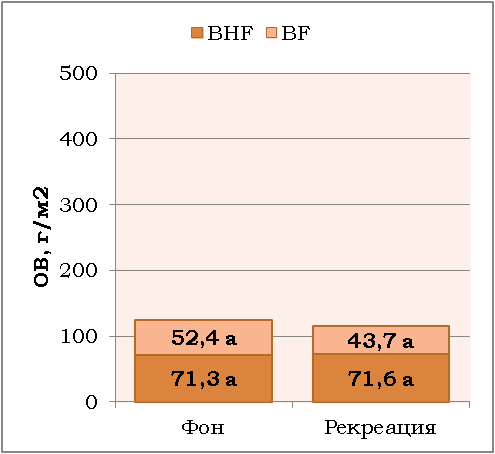 BHF BF
500
400
300
200
100
0
ОВ, г/м2
52,4 a
43,7 a
71,3 a
71,6 a
Фон Рекреация